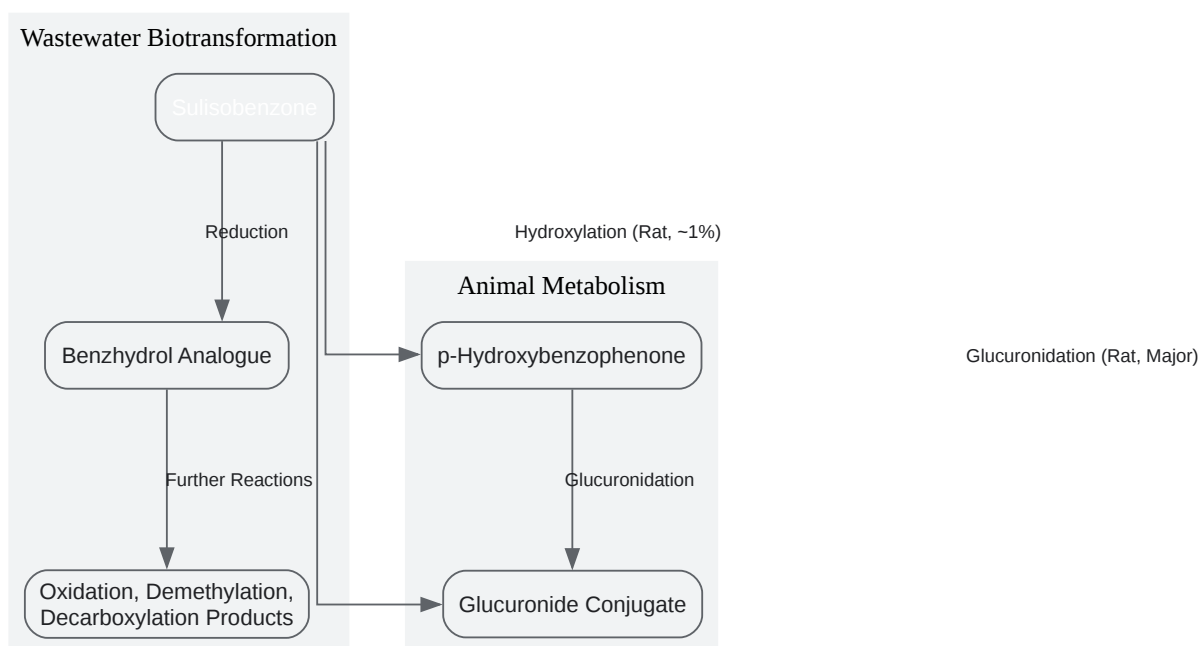 Wastewater Biotransformation
Sulisobenzone
Reduction
Hydroxylation (Rat, ~1%)
Animal Metabolism
Benzhydrol Analogue
p-Hydroxybenzophenone
Glucuronidation (Rat, Major)
Further Reactions
Glucuronidation
Oxidation, Demethylation,
Decarboxylation Products
Glucuronide Conjugate